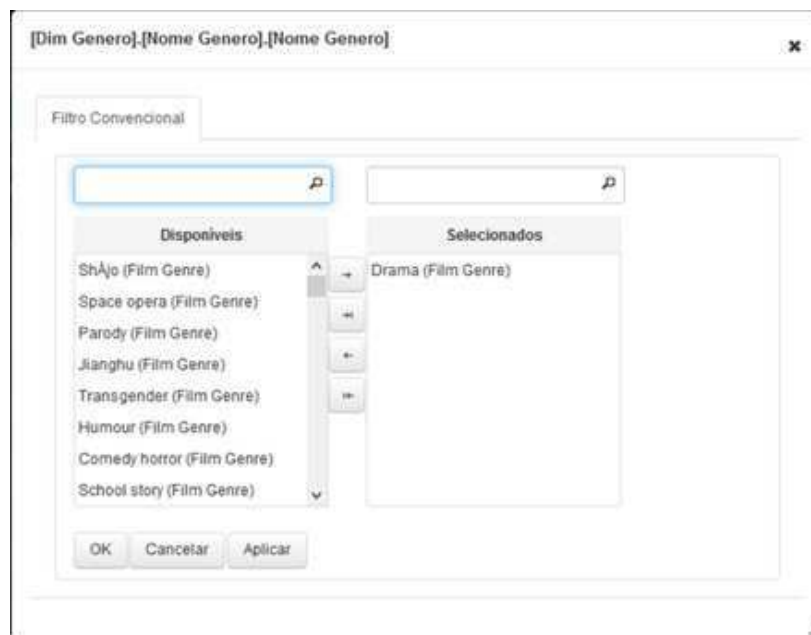 [Dim Genero].[Nome Genero].[Nome Genero]
Filtro Convencional
Disponíveis
Selecionados
ShÅjo (Film Genre)
Drama (Film Genre)
Space opera (Film Genre)
Parody (Film Genre)
Jianghu (Film Genre)
Transgender (Film Genre)
Humour (Film Genre)
Comedy horror (Film Genre)
School story (Film Genre)
OK
Cancelar
Aplicar